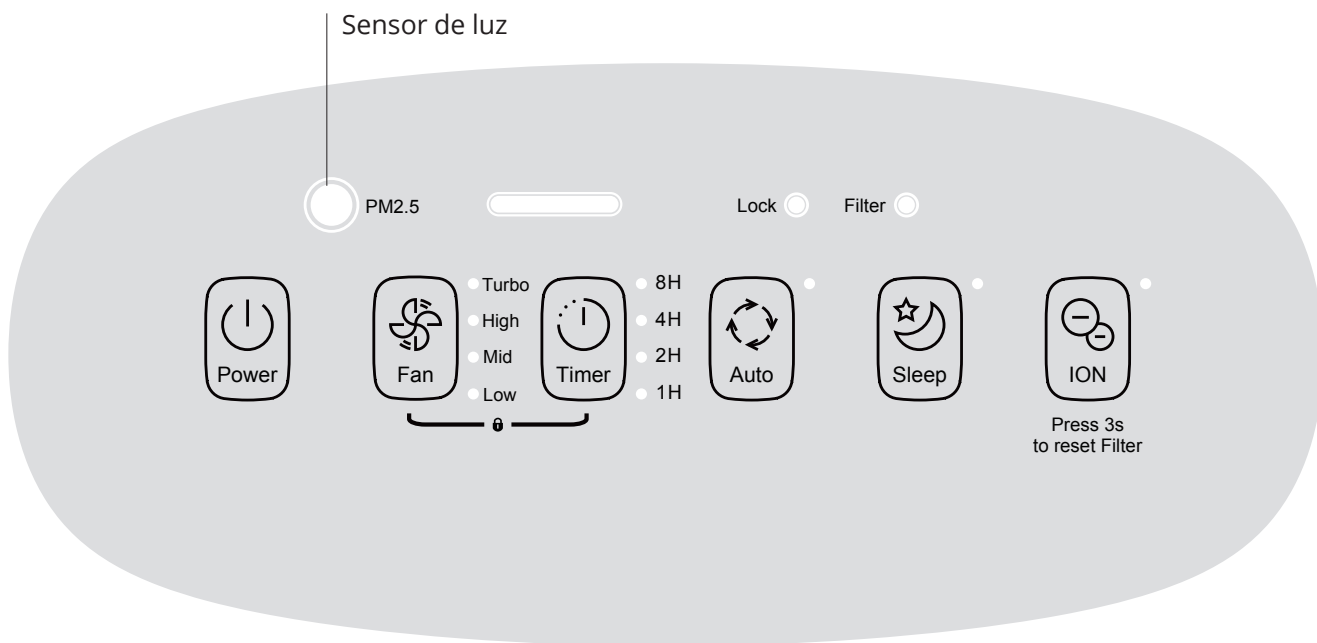 Sensor de luz
PM2.5
Lock
Filter
Power
Fan
Turbo
High
Mid
Low
Timer
8H
4H
2H
1H
Auto
Sleep
ION
Press 3s
to reset Filter